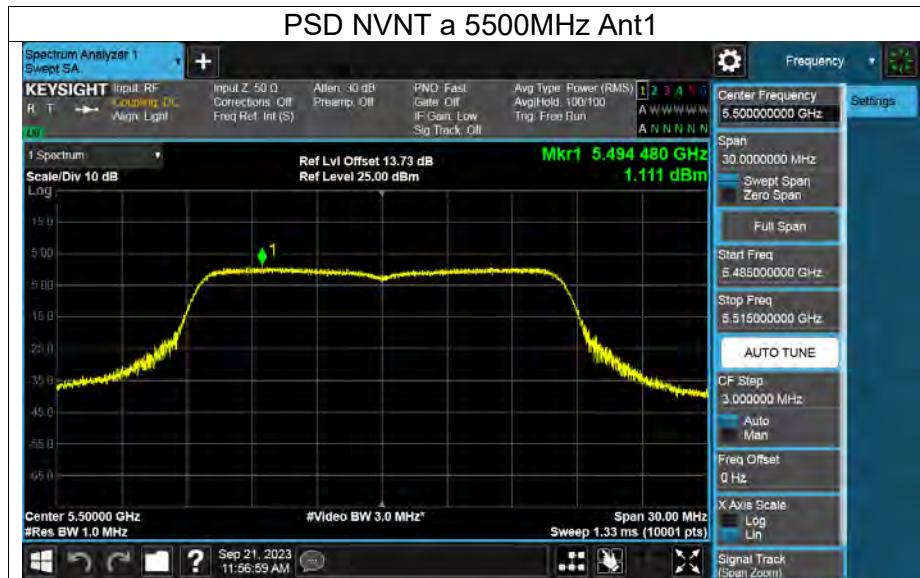 PSD NVNT a 5500MHz Ant1
Spectrum Analyzer 1
Swept SA
+
Frequency
KEYSIGHT
R T
Input: RF
Coupling: DC
Align: Light
Input Z: 50 Ω
Corrections: Off
Freq Ref: Int (S)
Atten: 30 dB
Preamp: Off
PNO: Fast
Gate: Off
IF Gain: Low
Sig Track: Off
Avg Type: Power (RMS)
Avg|Hold: 100/100
Trig: Free Run
1 2 3 4 5 6
A W W W W W
A N N N N N
1 Spectrum
Scale/Div 10 dB
Log
Ref Lvl Offset 13.73 dB
Ref Level 25.00 dBm
Mkr1 5.494 480 GHz
1.111 dBm
15.0
5.00
-5.00
-15.0
-25.0
-35.0
-45.0
-55.0
-65.0
1
Center 5.50000 GHz
#Res BW 1.0 MHz
#Video BW 3.0 MHz*
Span 30.00 MHz
Sweep 1.33 ms (10001 pts)
?
Sep 21, 2023
11:56:59 AM
Center Frequency
5.500000000 GHz
Settings
Span
30.0000000 MHz
Swept Span
Zero Span
Full Span
Start Freq
5.485000000 GHz
Stop Freq
5.515000000 GHz
AUTO TUNE
CF Step
3.000000 MHz
Auto
Man
Freq Offset
0 Hz
X Axis Scale
Log
Lin
Signal Track
(Span Zoom)